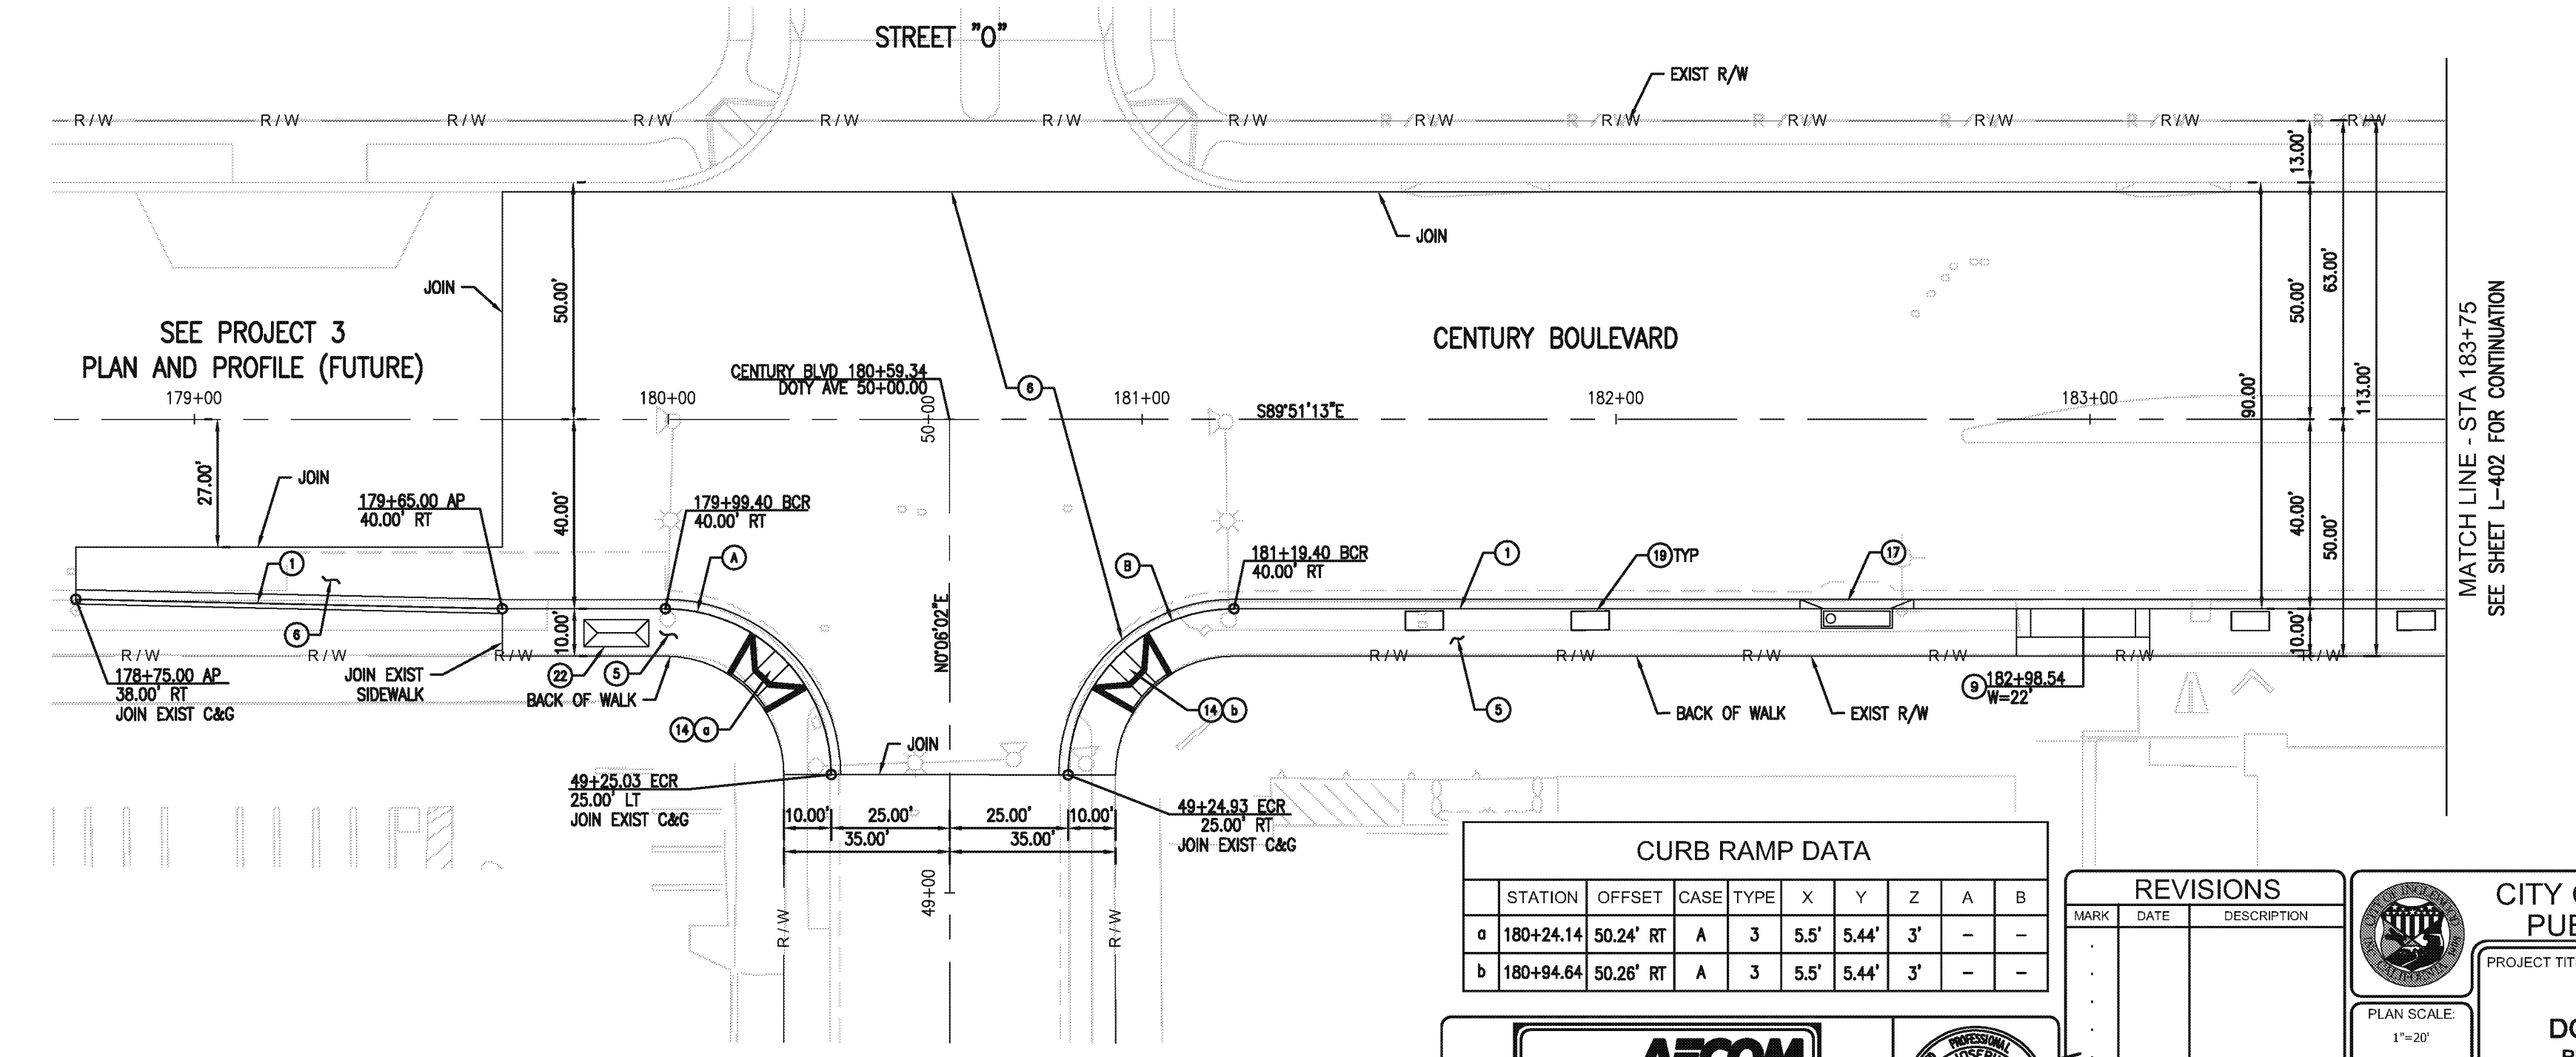 STREET "O"
EXIST R/W
R/W R/W R/W R/W R/W R/W R/W R/W R/W R/W R/W R/W R/W
13.00'
JOIN
JOIN
50.00'
50.00'
63.00'
SEE PROJECT 3
PLAN AND PROFILE (FUTURE)
CENTURY BOULEVARD
CENTURY BLVD 180+59.34
DOTY AVE 50+00.00
6
90.00'
113.00'
MATCH LINE - STA 183+75
SEE SHEET L-402 FOR CONTINUATION
179+00
180+00
50+00
181+00
S89°51'13"E
182+00
183+00
27.00'
JOIN
179+65.00 AP
40.00' RT
40.00'
179+99.40 BCR
40.00' RT
A
B
181+19.40 BCR
40.00' RT
1
19 TYP
17
40.00'
50.00'
1
6
10.00'
N0°06'02"E
10.00'
R/W R/W R/W R/W R/W R/W R/W R/W R/W
178+75.00 AP
38.00' RT
JOIN EXIST C&G
JOIN EXIST
SIDEWALK
22
5
BACK OF WALK
14 a
14 b
5
BACK OF WALK
EXIST R/W
9
182+98.54
W=22'
JOIN
49+25.03 ECR
25.00' LT
JOIN EXIST C&G
10.00' 25.00' 25.00' 10.00'
35.00' 35.00'
49+24.93 ECR
25.00' RT
JOIN EXIST C&G
49+00
R/W
R/W
CURB RAMP DATA
STATION OFFSET CASE TYPE X Y Z A B
a 180+24.14 50.24' RT A 3 5.5' 5.44' 3' - -
b 180+94.64 50.26' RT A 3 5.5' 5.44' 3' - -
REVISIONS
MARK DATE DESCRIPTION
CITY
PROJECT
PLAN SCALE:
1"=20'
AECOM
PROFESSIONAL